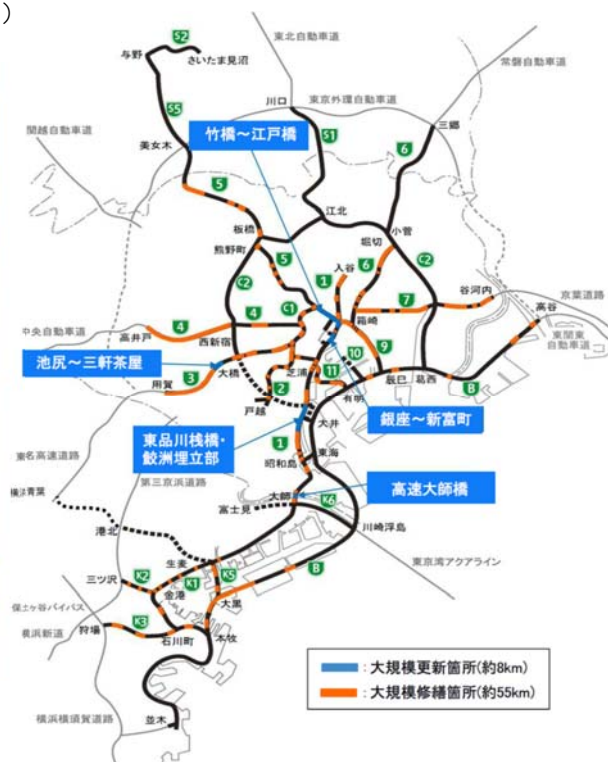 )
S2
与野
さいたま見沼
東北自動車道
常磐自動車道
川口
東京外環自動車道
三郷
関越自動車道
S5
美女木
竹橋～江戸橋
S1
6
5
板橋
江北
小菅
熊野町
堀切
5
1
入谷
6
C2
C2
谷河内
京葉道路
7
高谷
C1
4
箱崎
中央自動車道
4
高井戸
西新宿
東関東
自動車道
10
9
池尻～三軒茶屋
大橋
芝浦
11
辰巳
葛西
B
3
用賀
2
有明
戸越
銀座～新富町
大井
東品川桟橋・
鮫洲埋立部
1
東海
昭和島
東名高速道路
第三京浜道路
大師
K6
高速大師橋
横浜青葉
富士見
川崎浮島
港北
東京湾アクアライン
生麦
K5
B
三ツ沢
K2
K1
金港
大黒
保土ヶ谷バイパス
K3
狩場
横浜新道
石川町
本牧
:大規模更新箇所(約8km)
:大規模修繕箇所(約55km)
横浜横須賀道路
並木